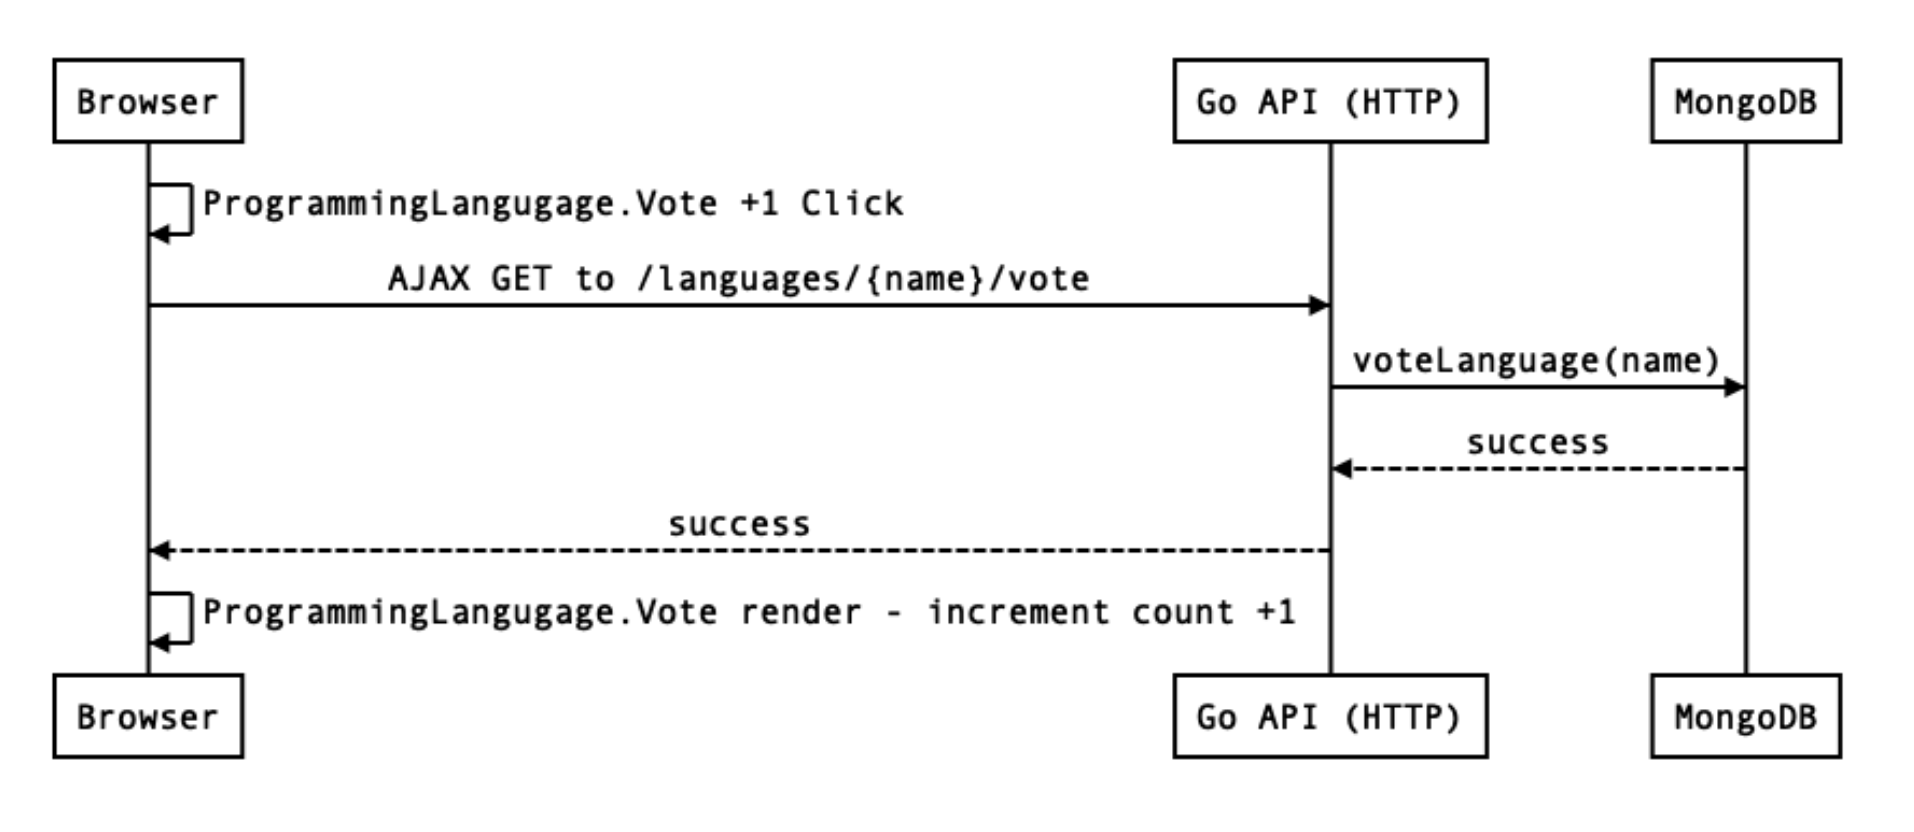 Browser
Go API (HTTP)
MongoDB
ProgrammingLangugage.Vote +1 Click
AJAX GET to /languages/{name}/vote
voteLanguage(name)
success
success
ProgrammingLangugage.Vote render - increment count +1
Browser
Go API (HTTP)
MongoDB